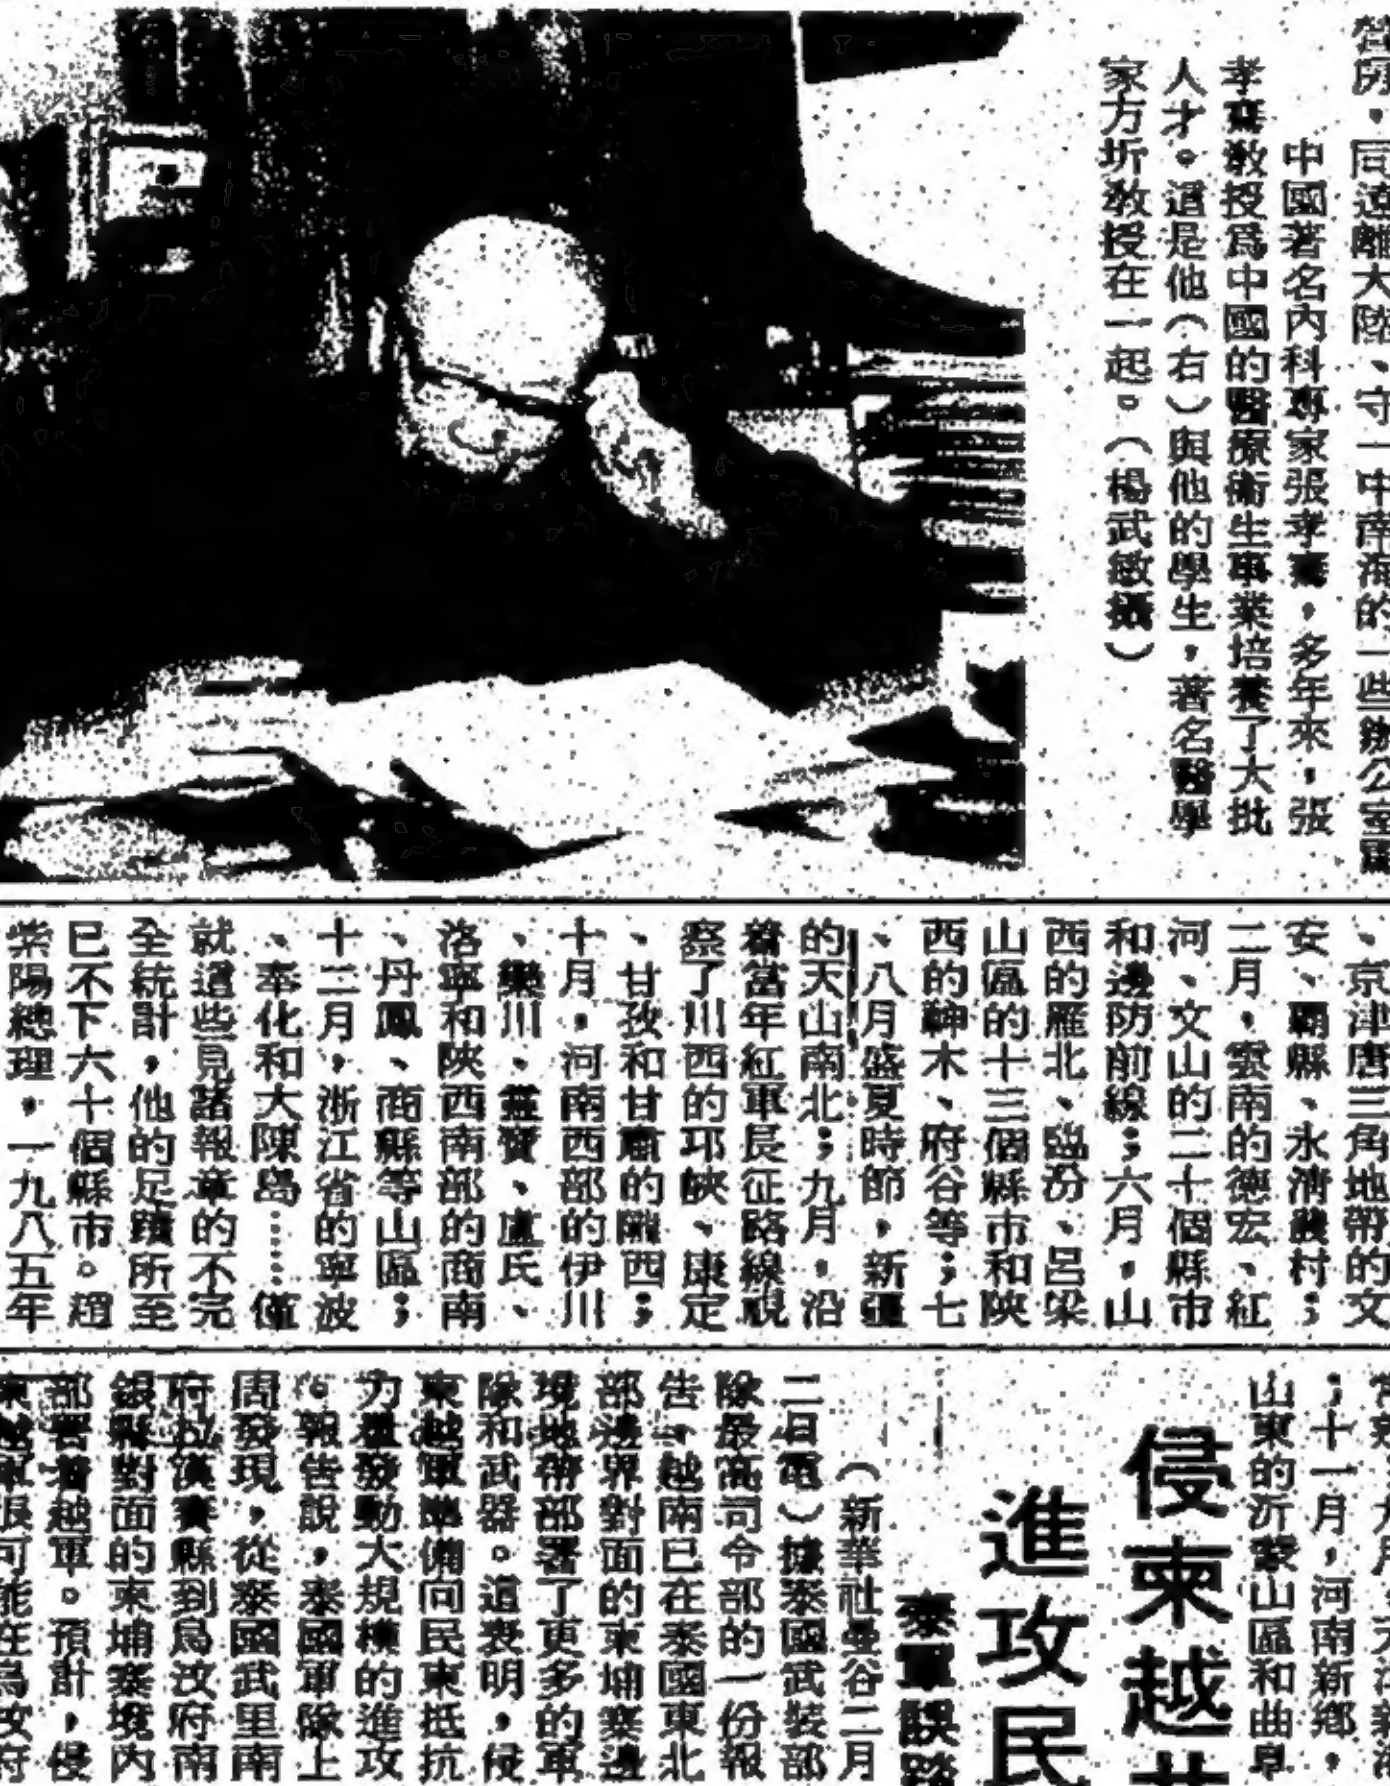 營房，同遠離大陸、守
一中南海的一些辦公室
中國著名內科專家張孝騫，多年來，張
孝騫教授爲中國的醫療衛生事業培養了大批
人才。這是他（右）與他的學生，著名醫學
家方圻教授在一起。（楊武敏攝）
、京津唐三角地帶的文
安、霸縣、永清農村；
二月，雲南的德宏、紅
河、文山的二十個縣市
和邊防前線；六月，山
西的雁北、臨汾、呂梁
山區的十三個縣市和陝
西的神木、府谷等；七
、八月盛夏時節，新疆
的天山南北；九月，沿
着當年紅軍長征路線視
察了川西的邛崍、康定
、甘孜和甘肅的隴西；
十月，河南西部的伊川
、欒川、靈寶、盧氏、
洛寧和陝西南部的商南
、丹鳳、商縣等山區；
十二月，浙江省的寧波
、奉化和大陳島……僅
就這些見諸報章的不完
全統計，他的足蹟所至
已不下六十個縣市。趙
紫陽總理，一九八五年
；十一月，河南新鄉，
山東的沂蒙山區和曲阜
侵柬越
進攻民
泰軍誤踏
（新華社曼谷二月
二日電）據泰國武裝部
隊最高司令部的一份報
告，越南已在泰國東北
部邊界對面的柬埔寨邊
境地帶部署了更多的軍
隊和武器。這表明，侵
柬越軍準備向民柬抵抗
力量發動大規模的進攻
。報告說，泰國軍隊上
周發現，從泰國武里南
府拉漢賽縣到烏汶府南
銀縣對面的柬埔寨境內
部署着越軍。預計，侵
柬越軍很可能在烏汶府